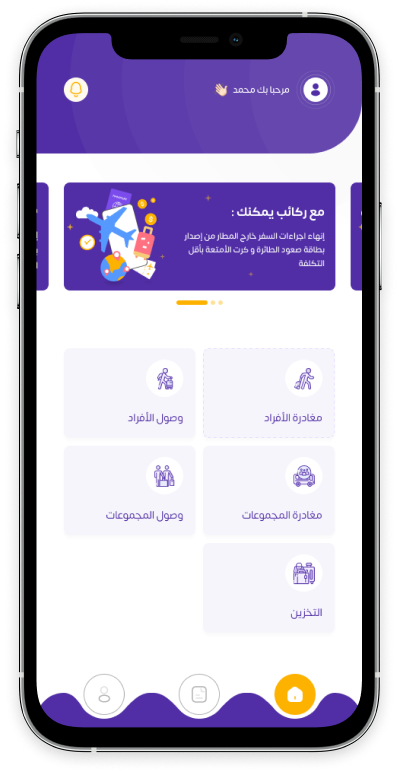 مرحبا بك محمد
مع ركائب يمكنك :
إنهاء اجراءات السفر خارج المطار من إصدار
بطاقة صعود الطائرة و كرت الأمتعة بأقل
التكلفة
مغادرة الأفراد
وصول الأفراد
مغادرة المجموعات
وصول المجموعات
التخزين